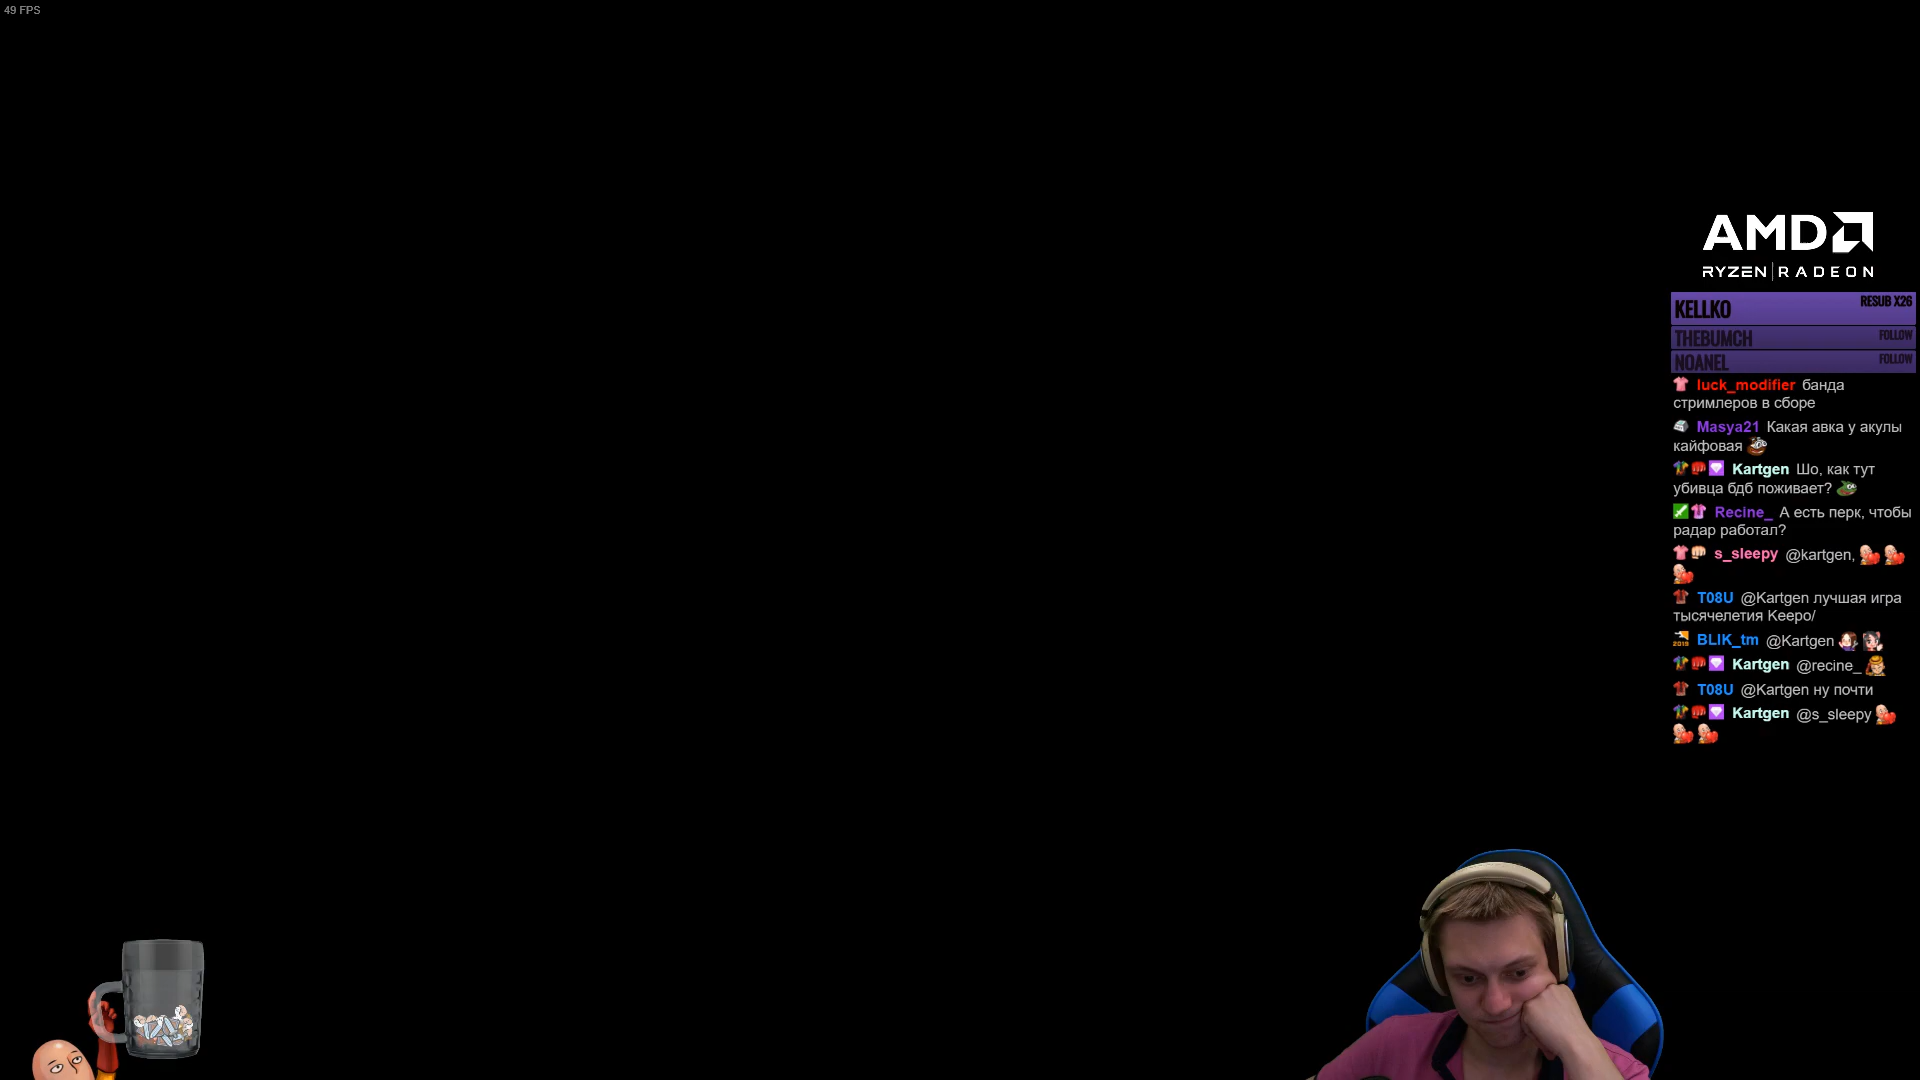 49 FPS
AMD
RYZEN | RADEON
KELLKO RESUB X26
THEBUMCH FOLLOW
NOANEL FOLLOW
luck_modifier банда
стримлеров в сборе
Masya21 Какая авка у акулы
кайфовая
Kartgen Шо, как тут
убивца бдб поживает?
Recine_ А есть перк, чтобы
радар работал?
s_sleepy @kartgen,
T08U @Kartgen лучшая игра
тысячелетия Keepo/
BLIK_tm @Kartgen
Kartgen @recine_
T08U @Kartgen ну почти
Kartgen @s_sleepy